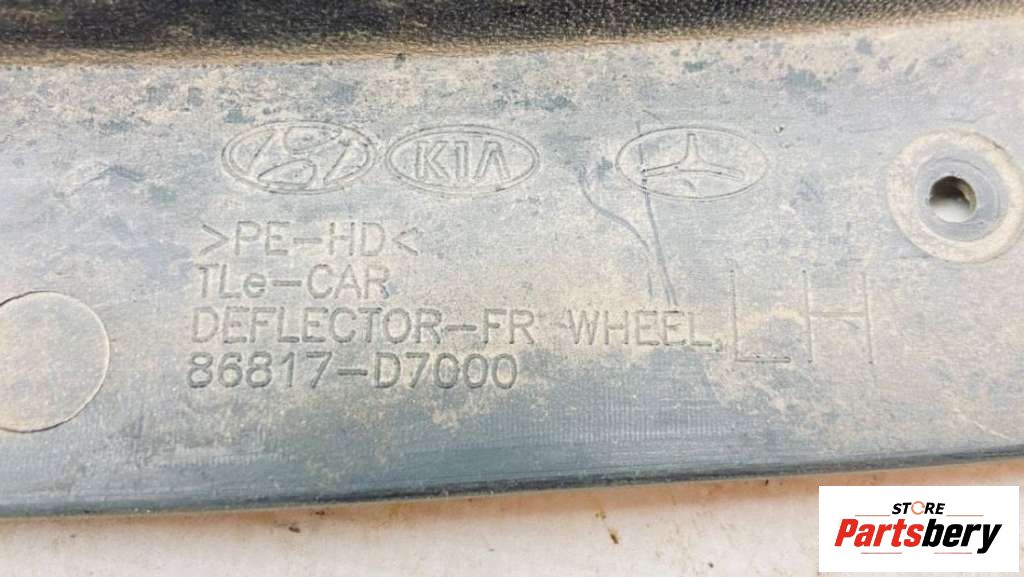 KIA
>PE-HD<
TLe-CAR
DEFLECTOR-FR WHEEL, LH
86817-D7000
STORE
Partsbery